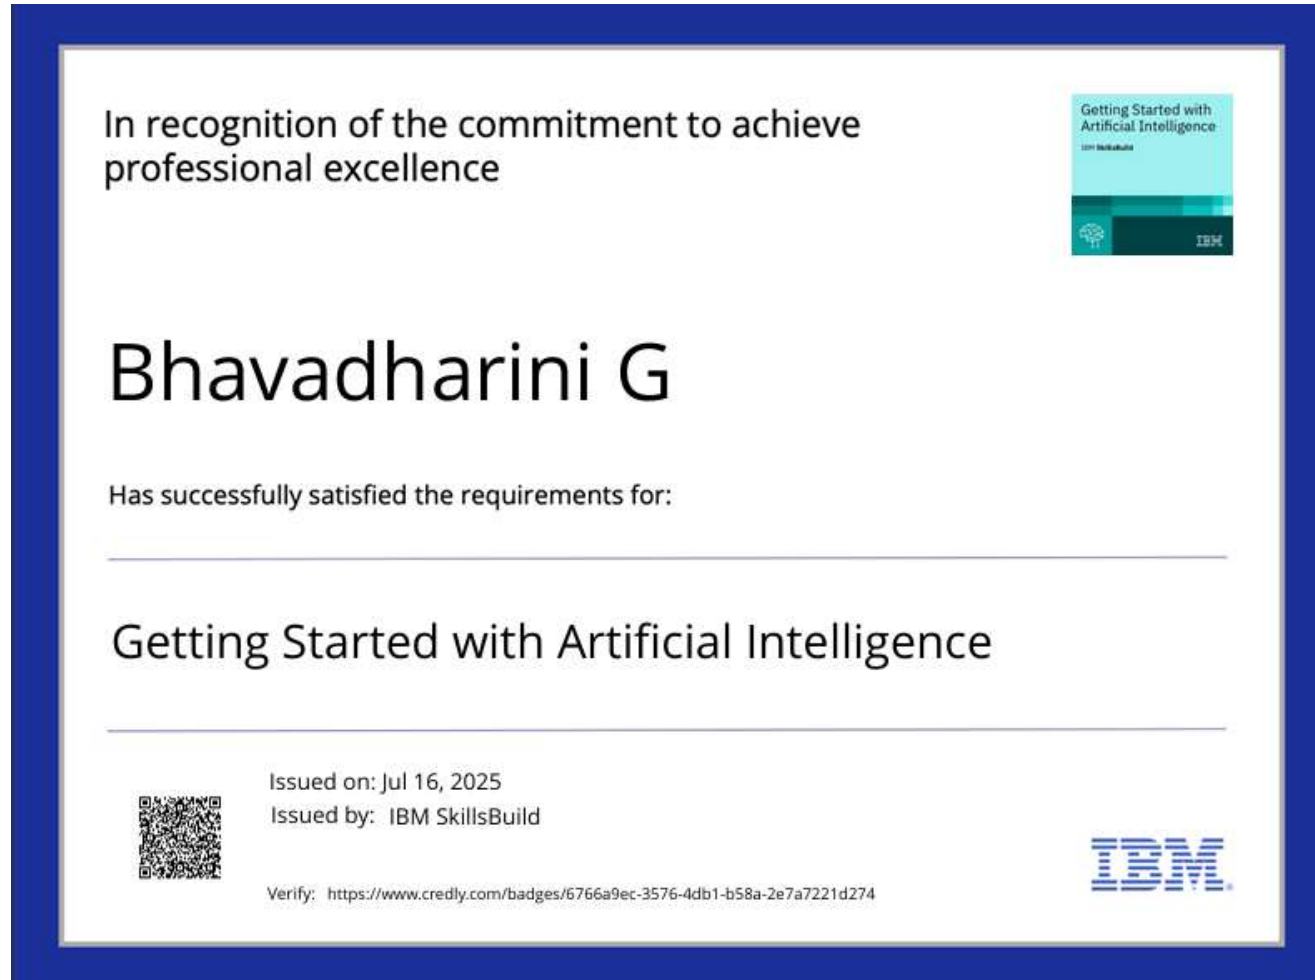 In recognition of the commitment to achieve
professional excellence
Getting Started with
Artificial Intelligence
IBM SkillsBuild
IBM
Bhavadharini G
Has successfully satisfied the requirements for:
Getting Started with Artificial Intelligence
Issued on: Jul 16, 2025
Issued by: IBM SkillsBuild
Verify: https://www.credly.com/badges/6766a9ec-3576-4db1-b58a-2e7a7221d274
IBM.